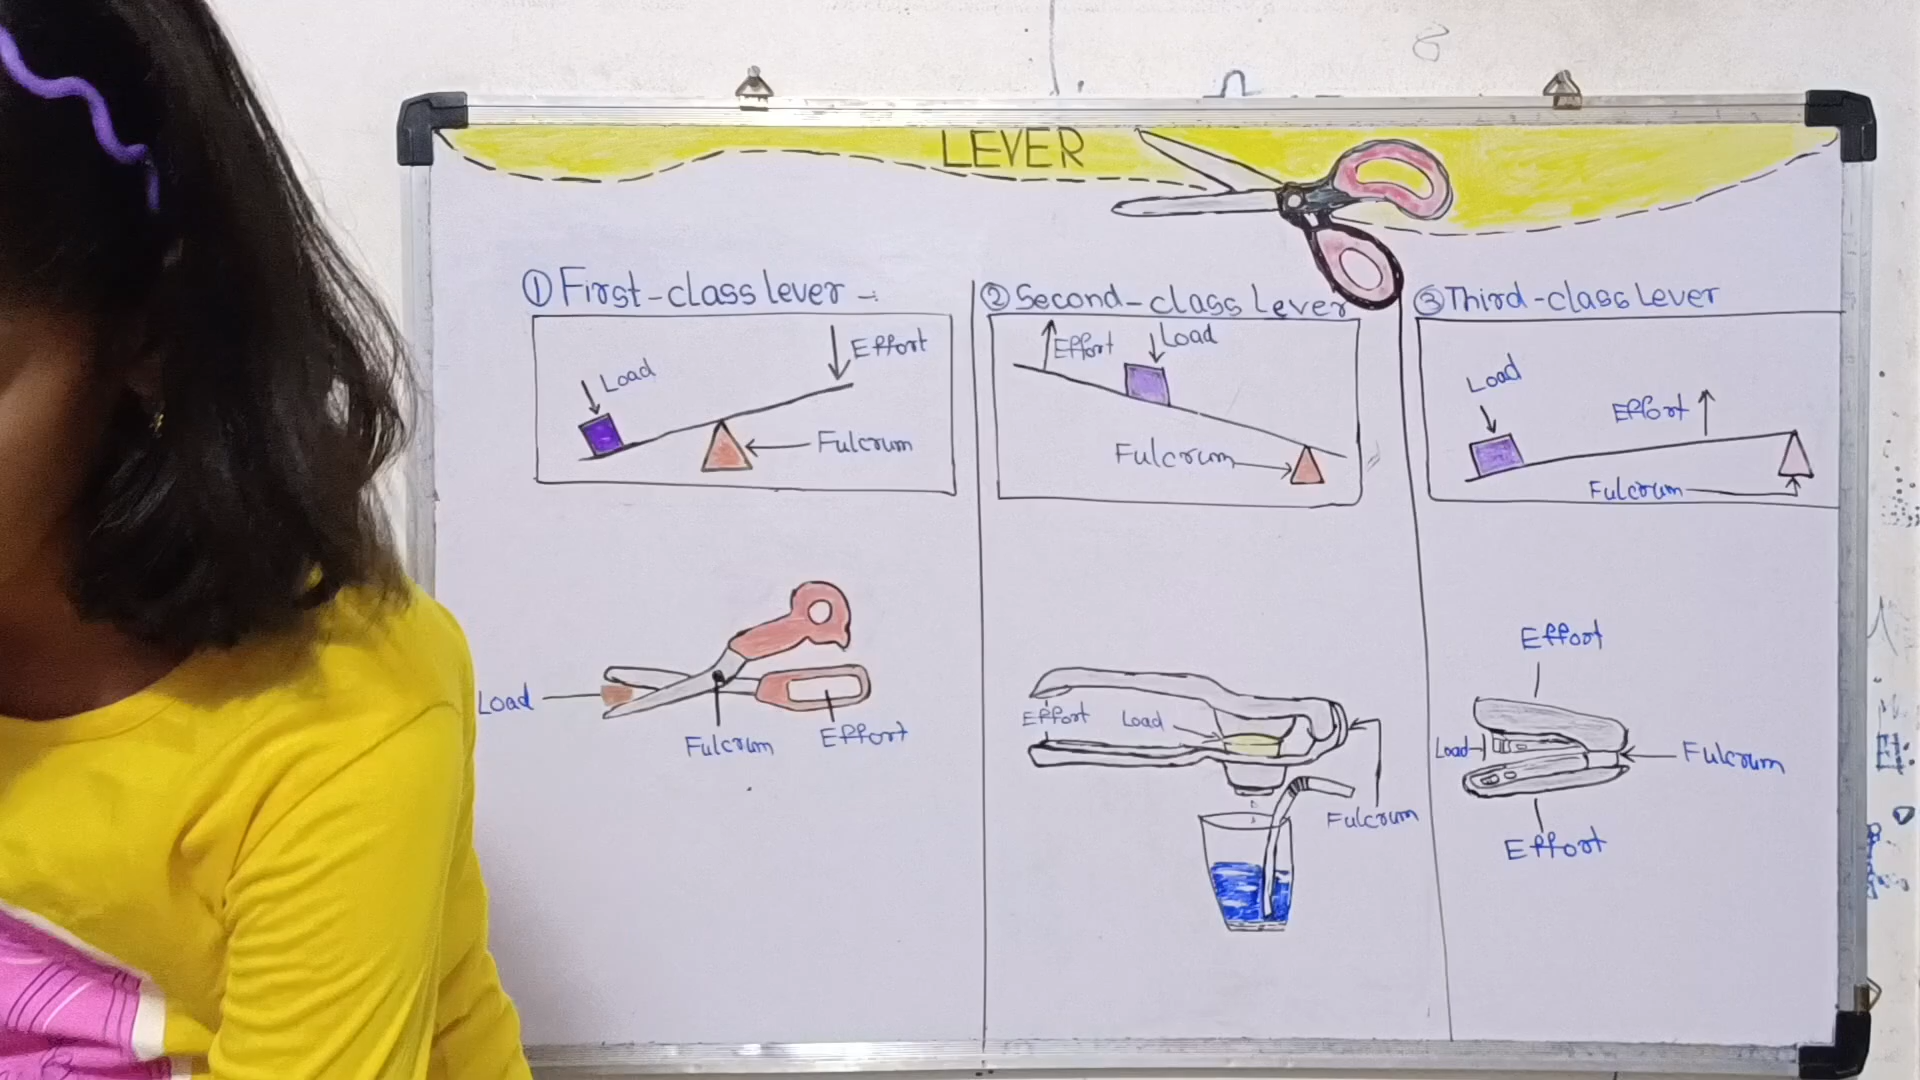 LEVER
① First-class lever -:
Load
Effort
Fulcrum
Load
Fulcrum
Effort
② Second-class Lever
Effort
Load
Fulcrum
Effort
Load
Fulcrum
③ Third-class Lever
Load
Effort
Fulcrum
Effort
Load
Fulcrum
Effort